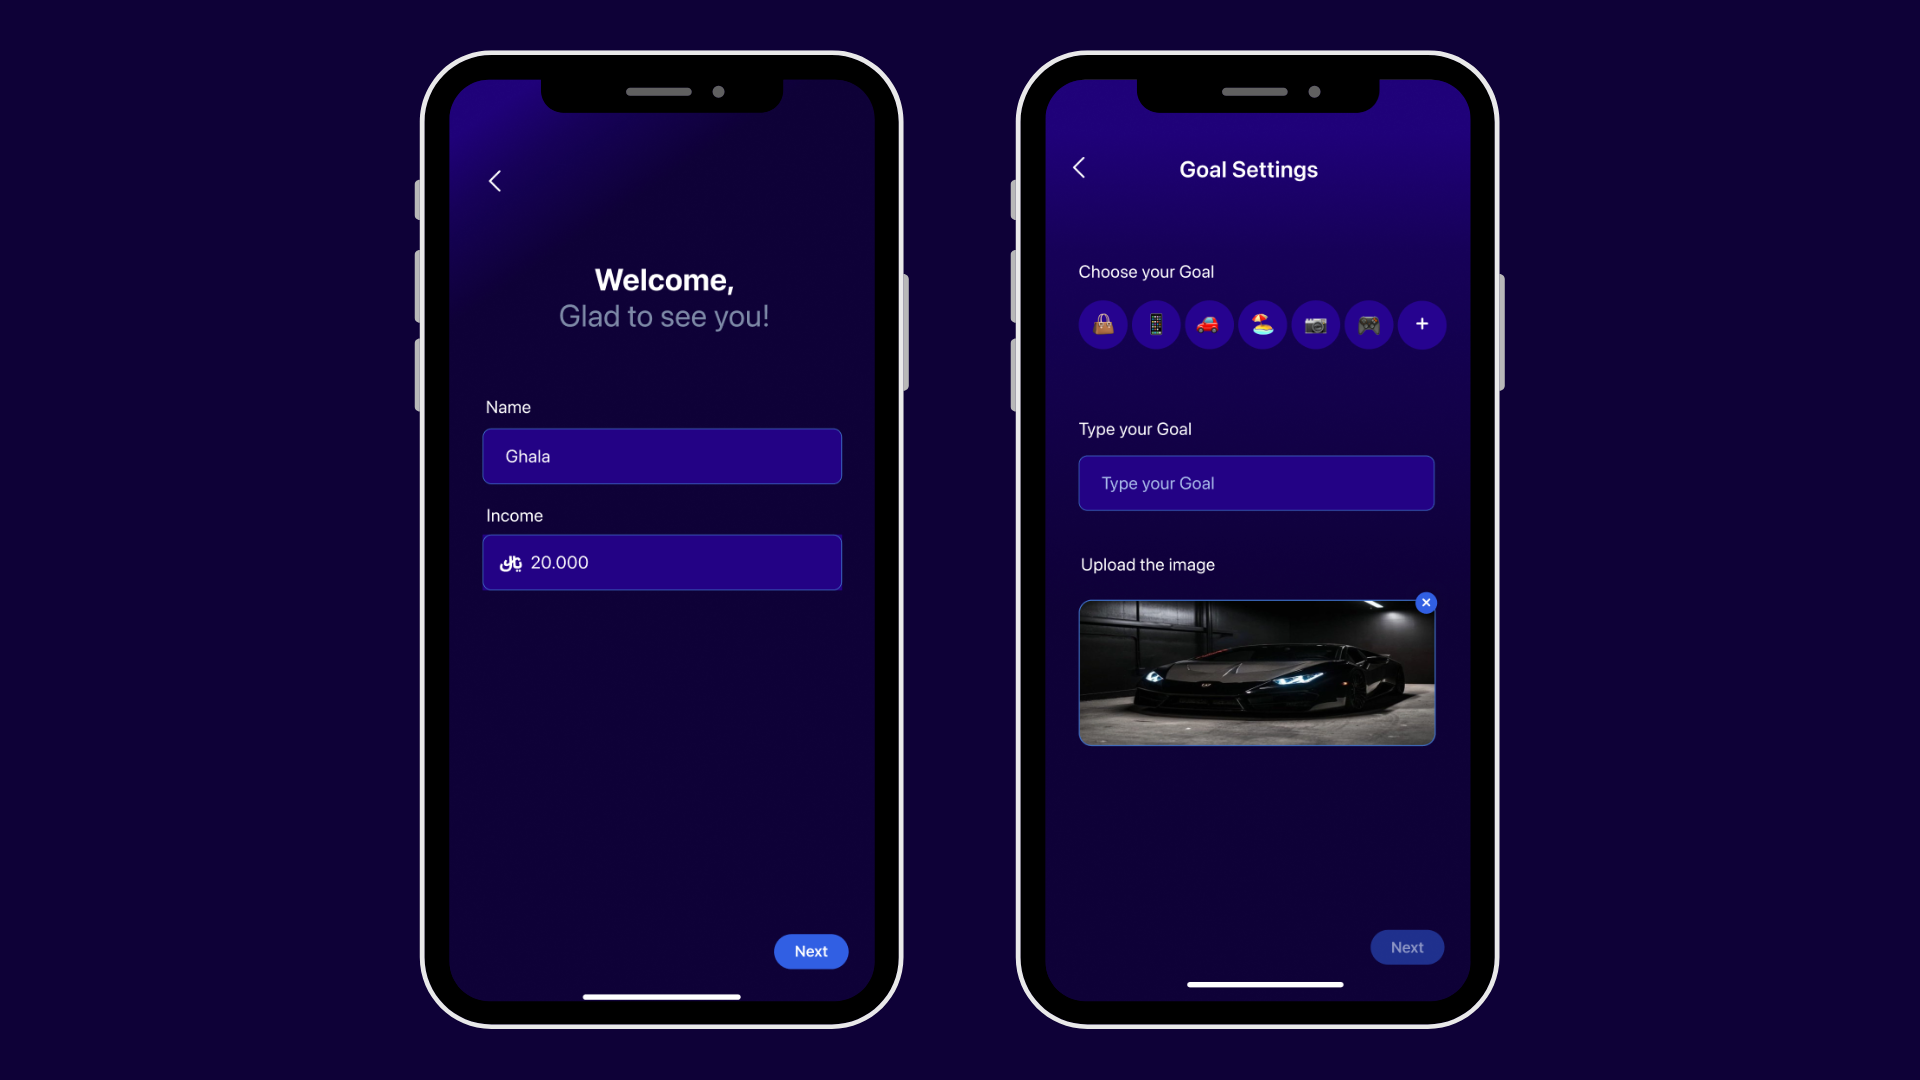 Welcome,
Glad to see you!
Name
Ghala
Income
﷼ 20.000
Next
Goal Settings
Choose your Goal
+
Type your Goal
Type your Goal
Upload the image
Next